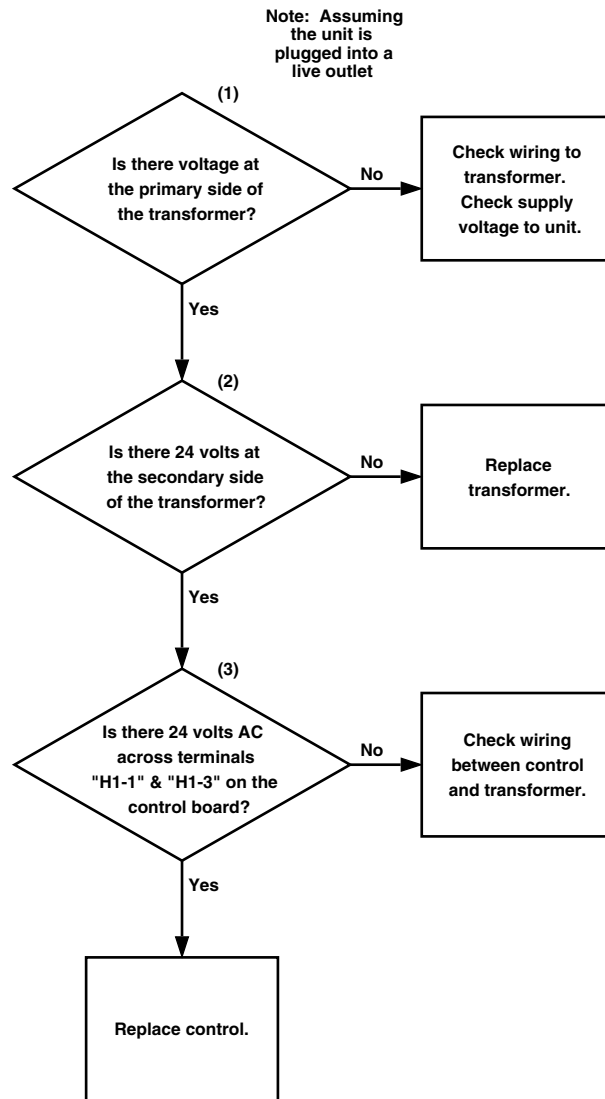 Note: Assuming
the unit is
plugged into a
live outlet
(1)
Is there voltage at
the primary side of
the transformer?
No
Check wiring to
transformer.
Check supply
voltage to unit.
Yes
(2)
Is there 24 volts at
the secondary side
of the transformer?
No
Replace
transformer.
Yes
(3)
Is there 24 volts AC
across terminals
"H1-1" & "H1-3" on the
control board?
No
Check wiring
between control
and transformer.
Yes
Replace control.